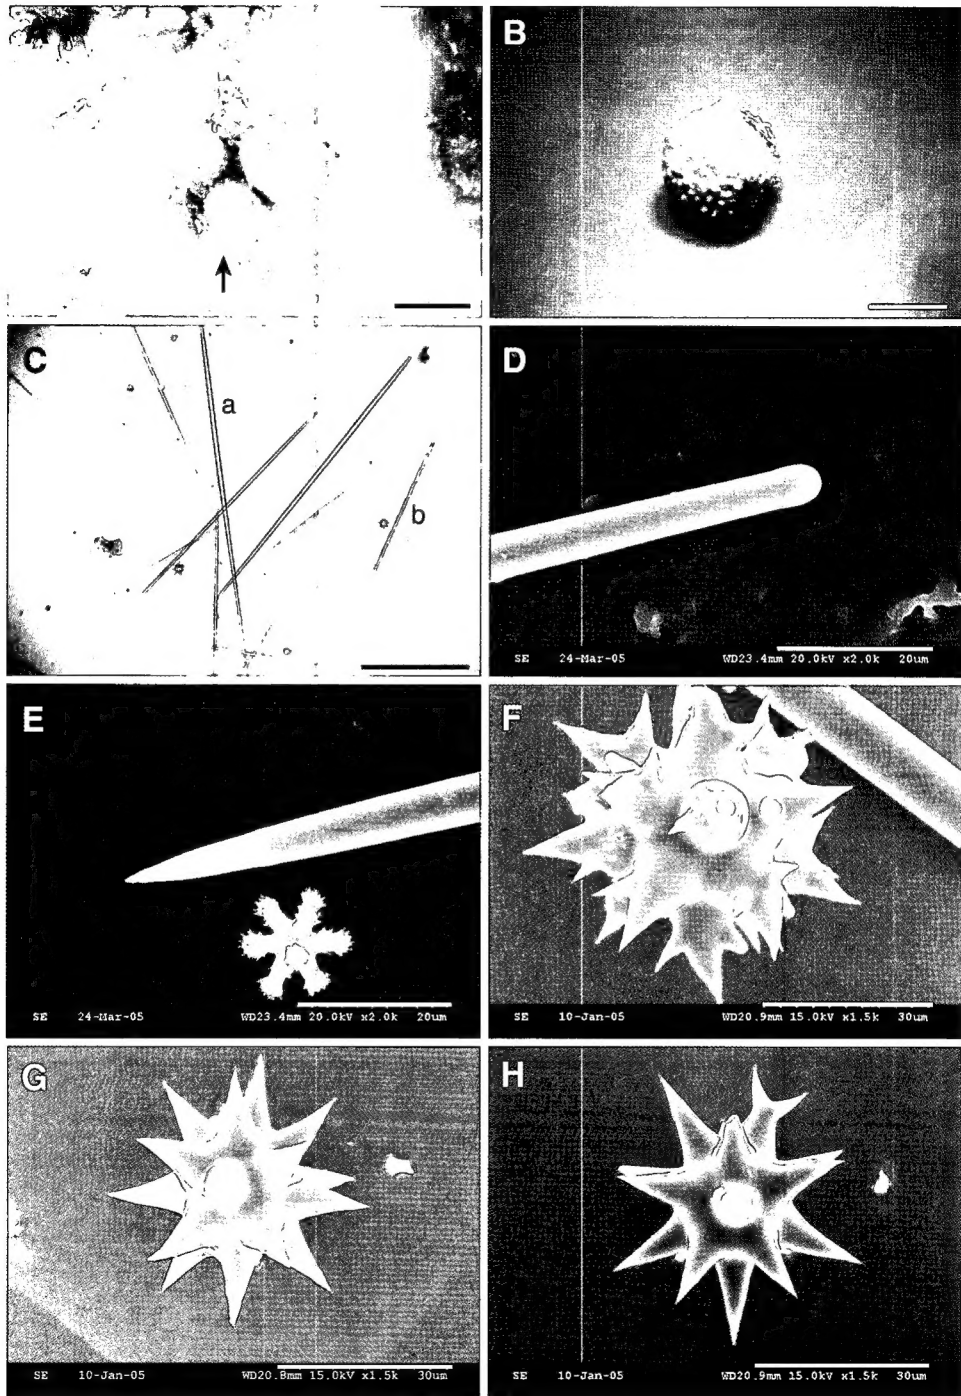 A
B
C
a
b
D
SE 24-Mar-05 WD23.4mm 20.0kV x2.0k 20um
E
SE 24-Mar-05 WD23.4mm 20.0kV x2.0k 20um
F
SE 10-Jan-05 WD20.9mm 15.0kV x1.5k 30um
G
SE 10-Jan-05 WD20.8mm 15.0kV x1.5k 30um
H
SE 10-Jan-05 WD20.9mm 15.0kV x1.5k 30um